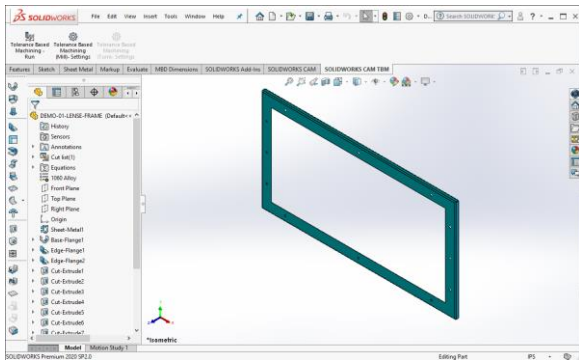 SOLIDWORKS File Edit View Insert Tools Window Help
Search SOLIDWORKS
Tolerance Based Machining - Run
Tolerance Based Machining (Mill)- Settings
Tolerance Based Machining (Turn)- Settings
Features Sketch Sheet Metal Markup Evaluate MBD Dimensions SOLIDWORKS Add-Ins SOLIDWORKS CAM SOLIDWORKS CAM TBM
DEMO-01-LENSE-FRAME (Default<
History
Sensors
Annotations
Cut list(1)
Equations
1060 Alloy
Front Plane
Top Plane
Right Plane
Origin
Sheet-Metal1
Base-Flange1
Edge-Flange1
Edge-Flange2
Cut-Extrude1
Cut-Extrude2
Cut-Extrude3
Cut-Extrude4
Cut-Extrude5
Cut-Extrude6
Cut-Extrude7
*Isometric
Model Motion Study 1
SOLIDWORKS Premium 2020 SP2.0 Editing Part IPS